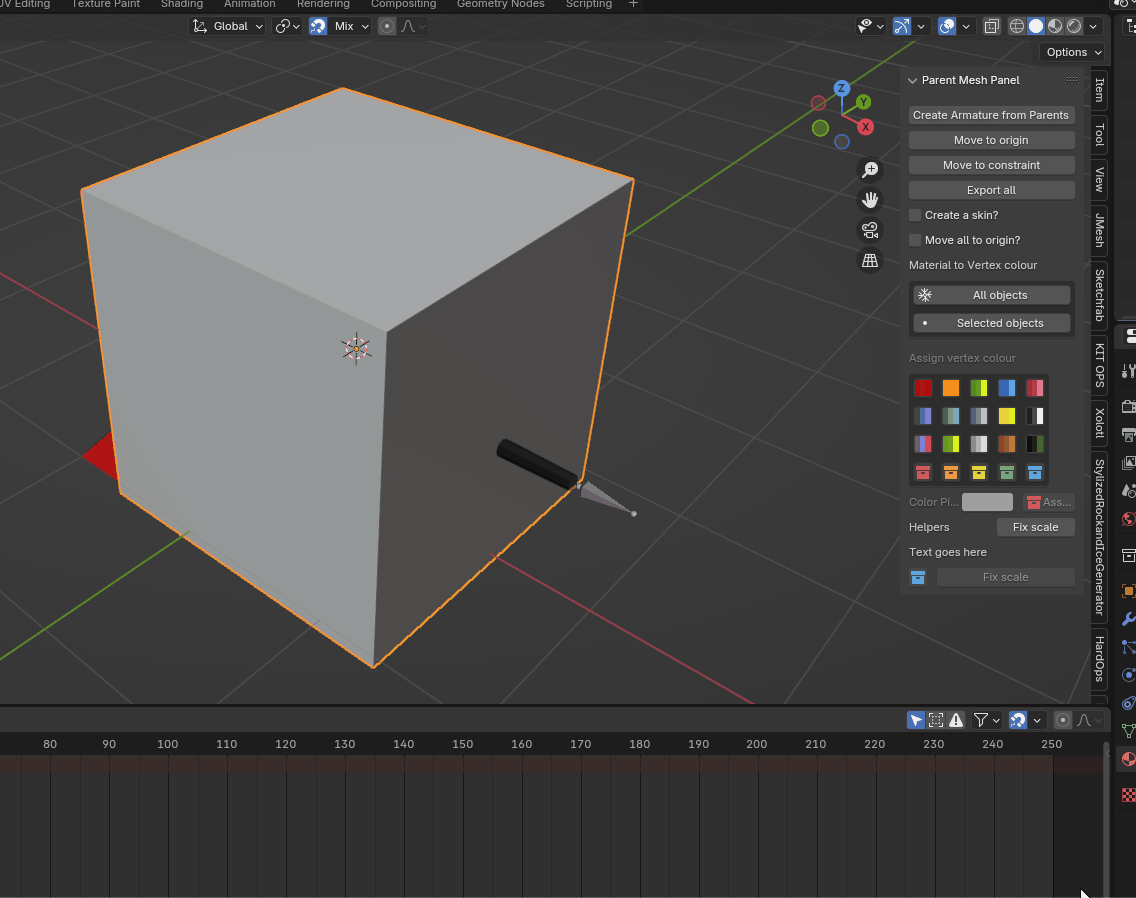 UV Editing Texture Paint Shading Animation Rendering Compositing Geometry Nodes Scripting +
Global Mix
Options
Parent Mesh Panel
Create Armature from Parents
Move to origin
Move to constraint
Export all
Create a skin?
Move all to origin?
Material to Vertex colour
All objects
Selected objects
Assign vertex colour
Color Pi... Ass...
Helpers Fix scale
Text goes here
Fix scale
Z
Y
X
Item
Tool
View
JMesh
Sketchfab
KIT OPS
Xolotl
StylizedRockandIceGenerator
HardOps
80 90 100 110 120 130 140 150 160 170 180 190 200 210 220 230 240 250